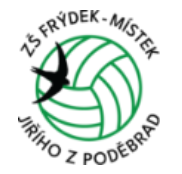 ZŠ FRÝDEK-MÍSTEK
JIŘÍHO Z PODĚBRAD